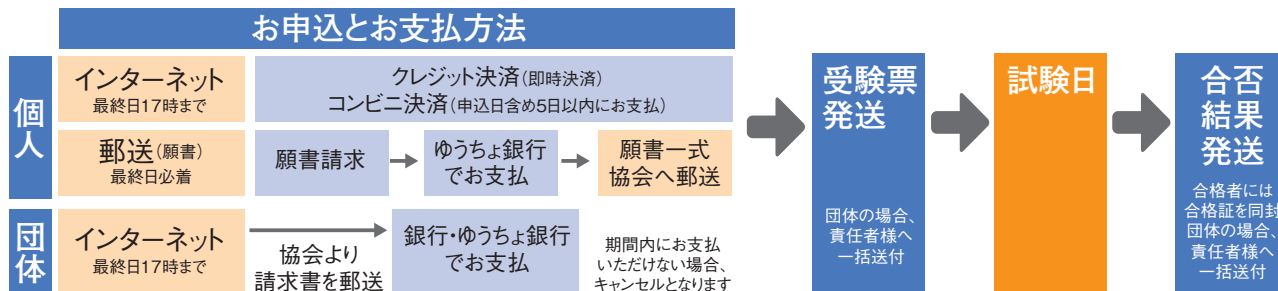 お申込とお支払方法
個人
インターネット
最終日17時まで
クレジット決済(即時決済)
コンビニ決済(申込日含め5日以内にお支払)
郵送(願書)
最終日必着
願書請求
ゆうちょ銀行
でお支払
願書一式
協会へ郵送
団体
インターネット
最終日17時まで
協会より
請求書を郵送
銀行・ゆうちょ銀行
でお支払
期間内にお支払
いただけない場合、
キャンセルとなります
受験票
発送
団体の場合、
責任者様へ
一括送付
試験日
合否
結果
発送
合格者には
合格証を同封
団体の場合、
責任者様へ
一括送付